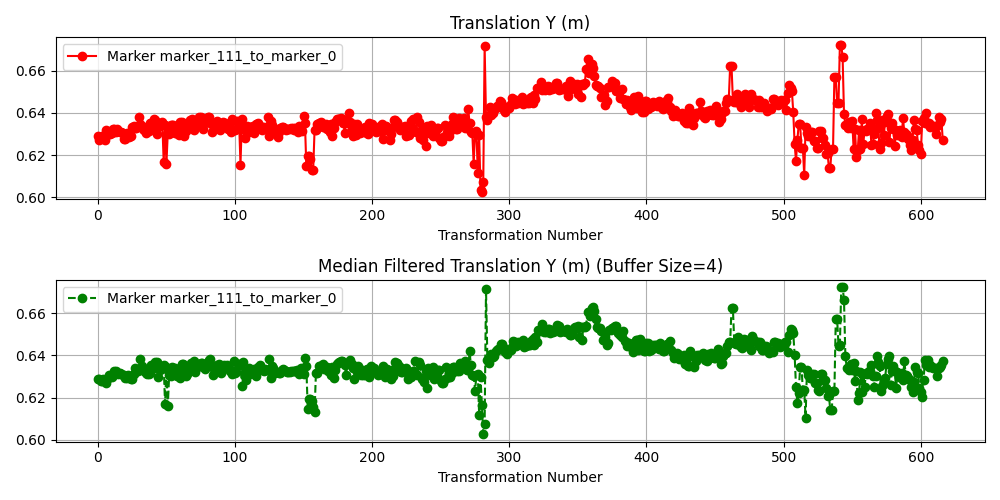 Translation Y (m)
Marker marker_111_to_marker_0
0.66
0.64
0.62
0.60
0 100 200 300 400 500 600
Transformation Number
Median Filtered Translation Y (m) (Buffer Size=4)
Marker marker_111_to_marker_0
0.66
0.64
0.62
0.60
0 100 200 300 400 500 600
Transformation Number